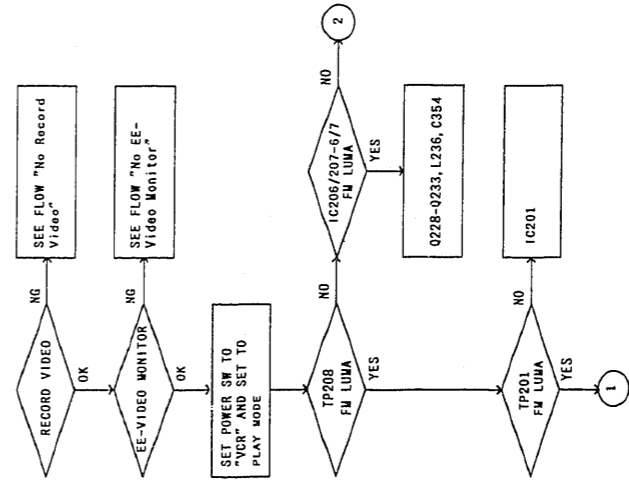 RECORD VIDEO
NG
SEE FLOW "No Record
Video"
OK
EE-VIDEO MONITOR
NG
SEE FLOW "No EE-
Video Monitor"
OK
SET POWER SW TO
"VCR" AND SET TO
PLAY MODE
TP208
FM LUMA
NO
IC206/207-6/7
FM LUMA
NO
2
YES
Q228-Q233, L236, C354
YES
TP201
FM LUMA
NO
IC201
YES
1